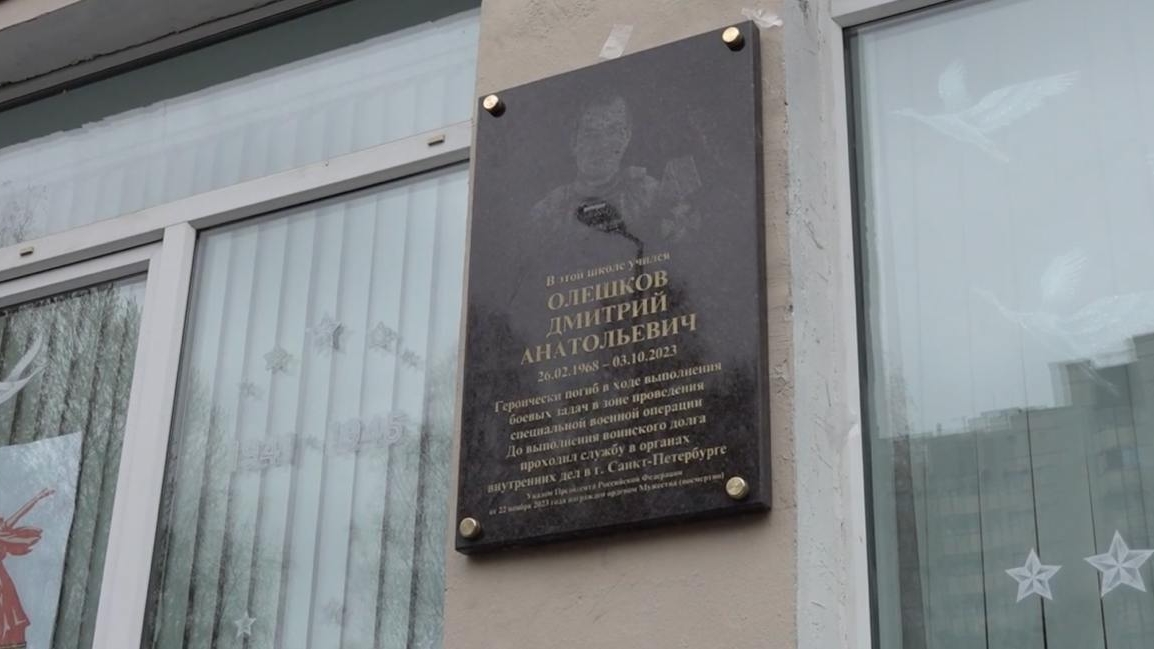 В этой школе учился
ОЛЕШКОВ
ДМИТРИЙ
АНАТОЛЬЕВИЧ
26.02.1968 – 03.10.2023
Героически погиб в ходе выполнения
боевых задач в зоне проведения
специальной военной операции
До выполнения воинского долга
проходил службу в органах
внутренних дел в г. Санкт-Петербурге
Указом Президента Российской Федерации
от 22 ноября 2023 года награжден орденом Мужества (посмертно)
1945